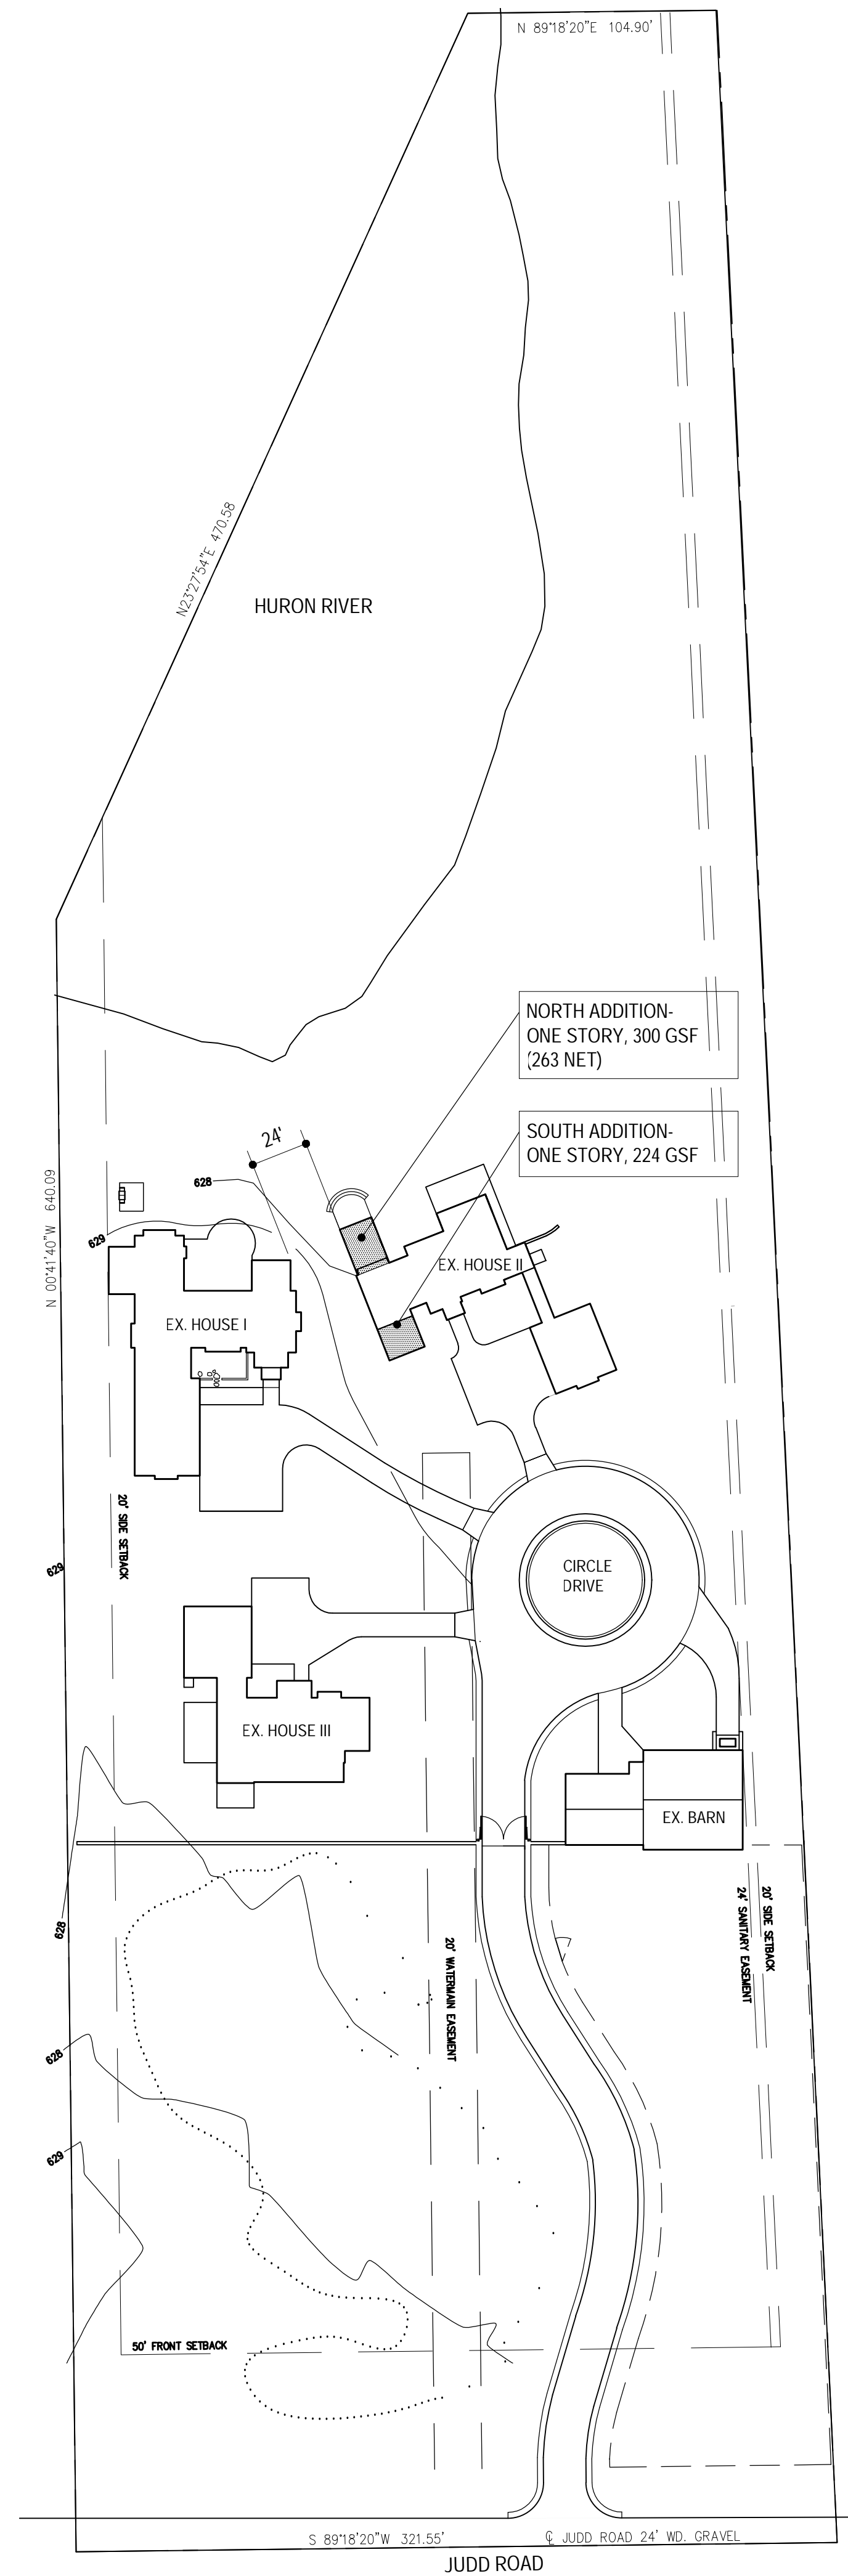 N 89°18'20"E 104.90'
N23°27'54"E 470.58
HURON RIVER
NORTH ADDITION-
ONE STORY, 300 GSF
(263 NET)
SOUTH ADDITION-
ONE STORY, 224 GSF
24'
628
N 00°41'40"W 640.09
629
EX. HOUSE II
EX. HOUSE I
20' SIDE SETBACK
629
CIRCLE
DRIVE
EX. HOUSE III
EX. BARN
628
20' WATERMAIN EASEMENT
24' SANITARY EASEMENT
20' SIDE SETBACK
628
629
50' FRONT SETBACK
S 89°18'20"W 321.55'
℄ JUDD ROAD 24' WD. GRAVEL
JUDD ROAD